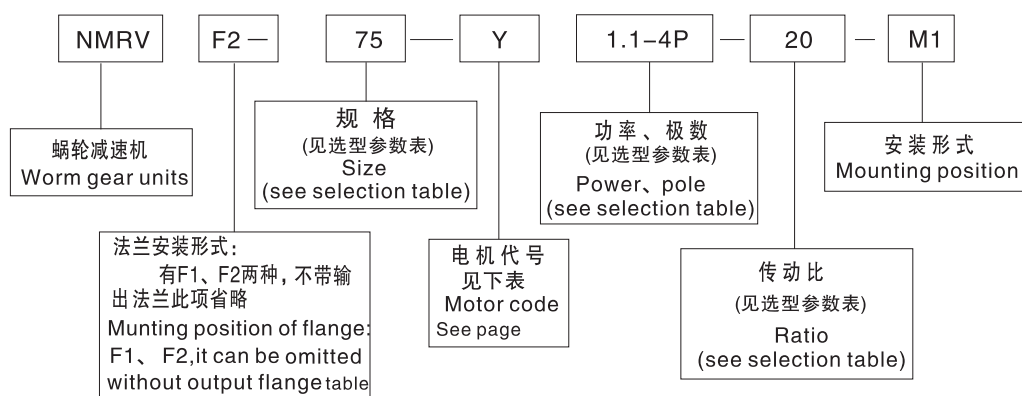 NMRV F2— 75 — Y 1.1-4P — 20 — M1
蜗轮减速机
Worm gear units
规格
(见选型参数表)
Size
(see selection table)
功率、极数
(见选型参数表)
Power、pole
(see selection table)
安装形式
Mounting position
法兰安装形式：
有F1、F2两种，不带输
出法兰此项省略
Munting position of flange:
F1、 F2,it can be omitted
without output flange table
电机代号
见下表
Motor code
See page
传动比
(见选型参数表)
Ratio
(see selection table)